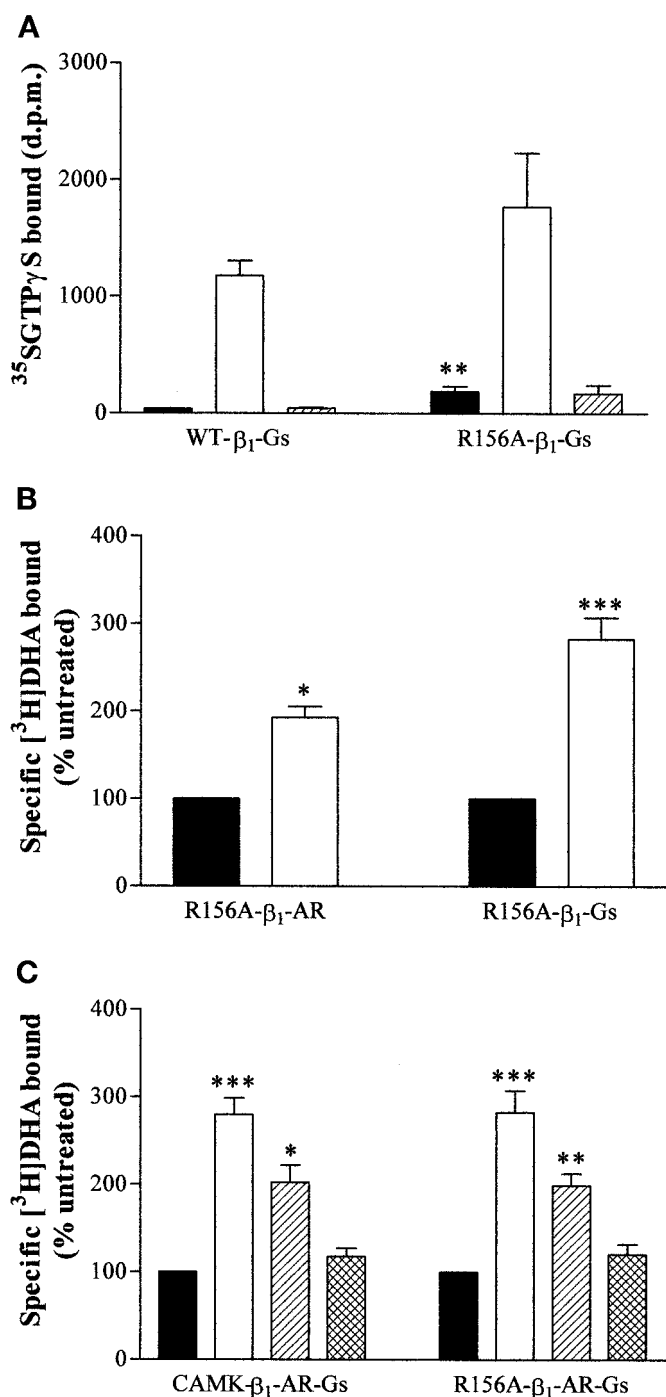 A
³⁵SGTPγS bound (d.p.m.)
3000
2000
1000
0
**
WT-β₁-Gs
R156A-β₁-Gs
B
Specific [³H]DHA bound
(% untreated)
400
300
200
100
0
*
***
R156A-β₁-AR
R156A-β₁-Gs
C
Specific [³H]DHA bound
(% untreated)
400
300
200
100
0
***
*
***
**
CAMK-β₁-AR-Gs
R156A-β₁-AR-Gs